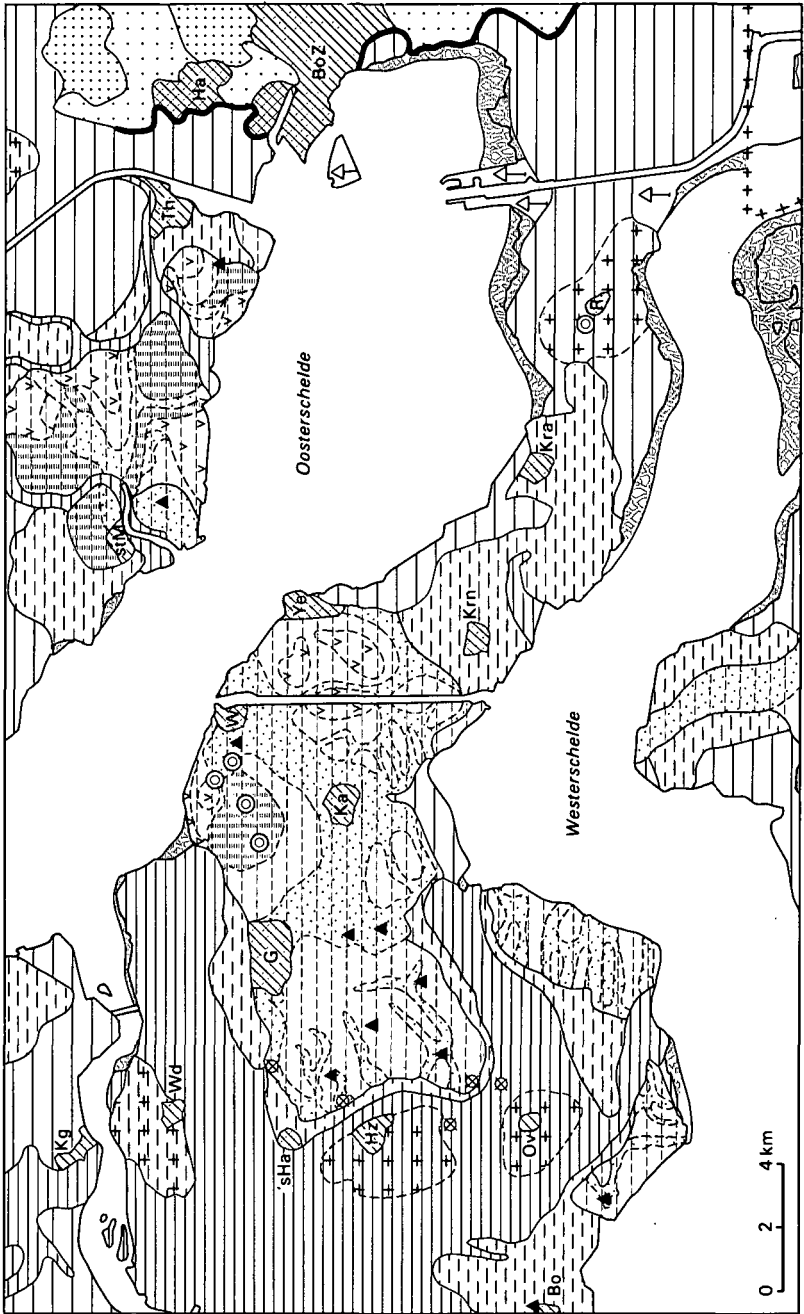 Kg
Wd
'sHa
Hz
Ov
Bo
G
Ka
W
Ye
Krn
Kra
R
stM
Th
Ha
BoZ
Oosterschelde
Westerschelde
0 2 4 km